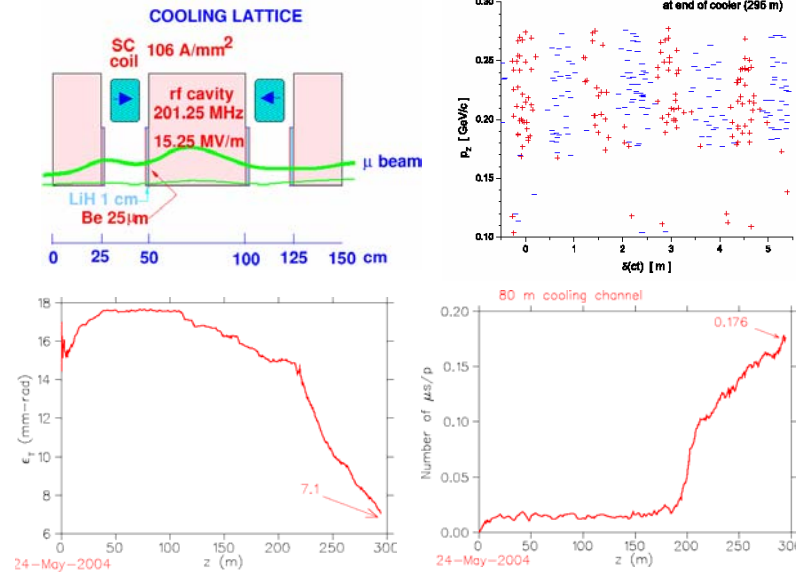 COOLING LATTICE
SC
coil
106 A/mm2
rf cavity
201.25 MHz
15.25 MV/m
μ beam
LiH 1 cm
Be 25μm
0 25 50 100 125 150 cm
at end of cooler (295 m)
0.30
0.25
0.20
0.15
0.10
pz [GeV/c]
0 1 2 3 4 5
δ(ct) [ m ]
18
16
14
12
10
8
6
εT (mm-rad)
7.1
0 50 100 150 200 250 300
z (m)
24-May-2004
80 m cooling channel
0.20
0.15
0.10
0.05
0.00
Number of μs/p
0.176
0 50 100 150 200 250 300
z (m)
24-May-2004